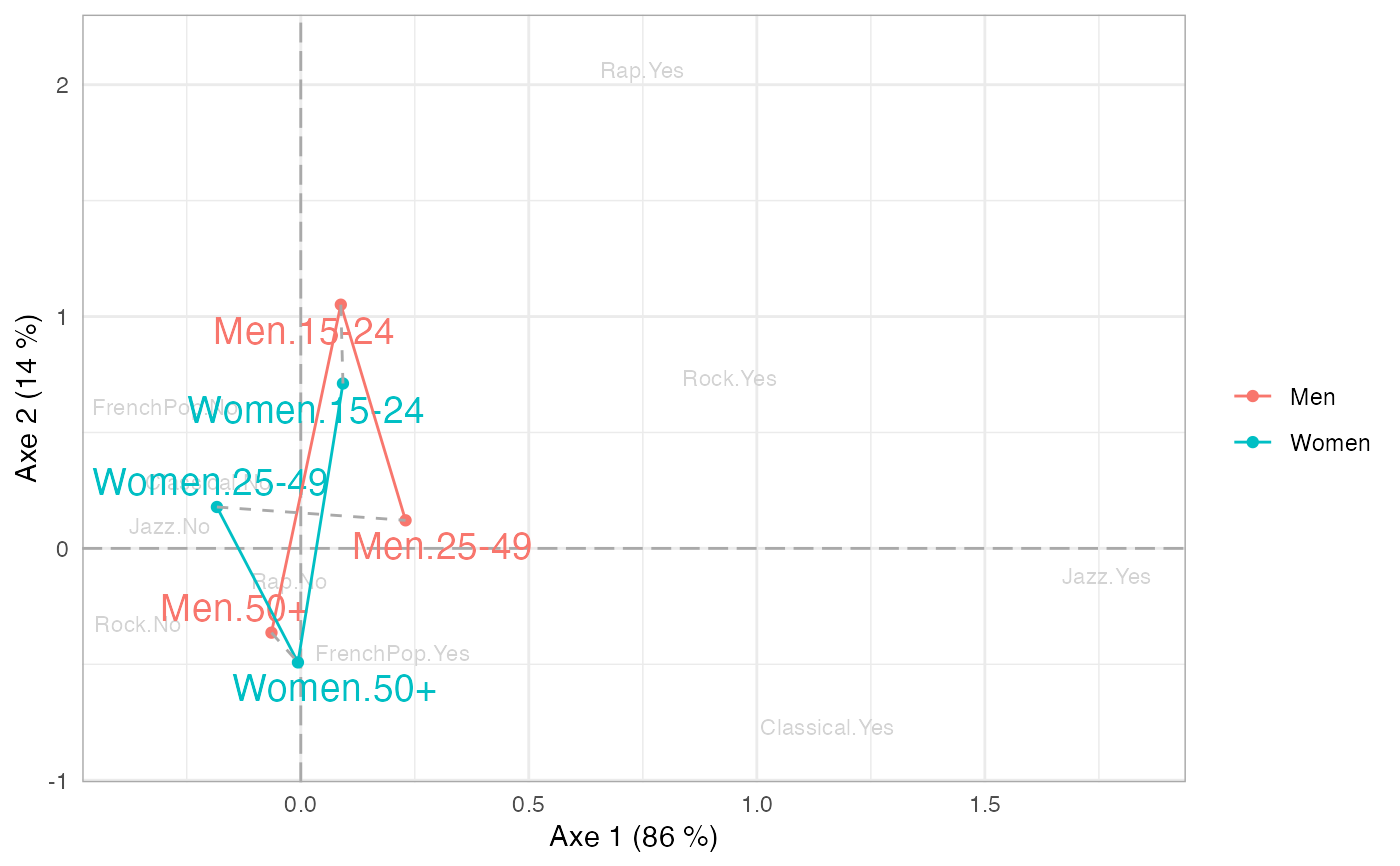 Rap.Yes
2
Men.15-24
1
Rock.Yes
FrenchPop.No
Women.15-24
Women.25-49
Classical.No
Jazz.No
Men.25-49
0
Rap.No
Jazz.Yes
Men.50+
Rock.No
FrenchPop.Yes
Women.50+
Classical.Yes
-1
0.0 0.5 1.0 1.5
Axe 1 (86 %)
Axe 2 (14 %)
Men
Women